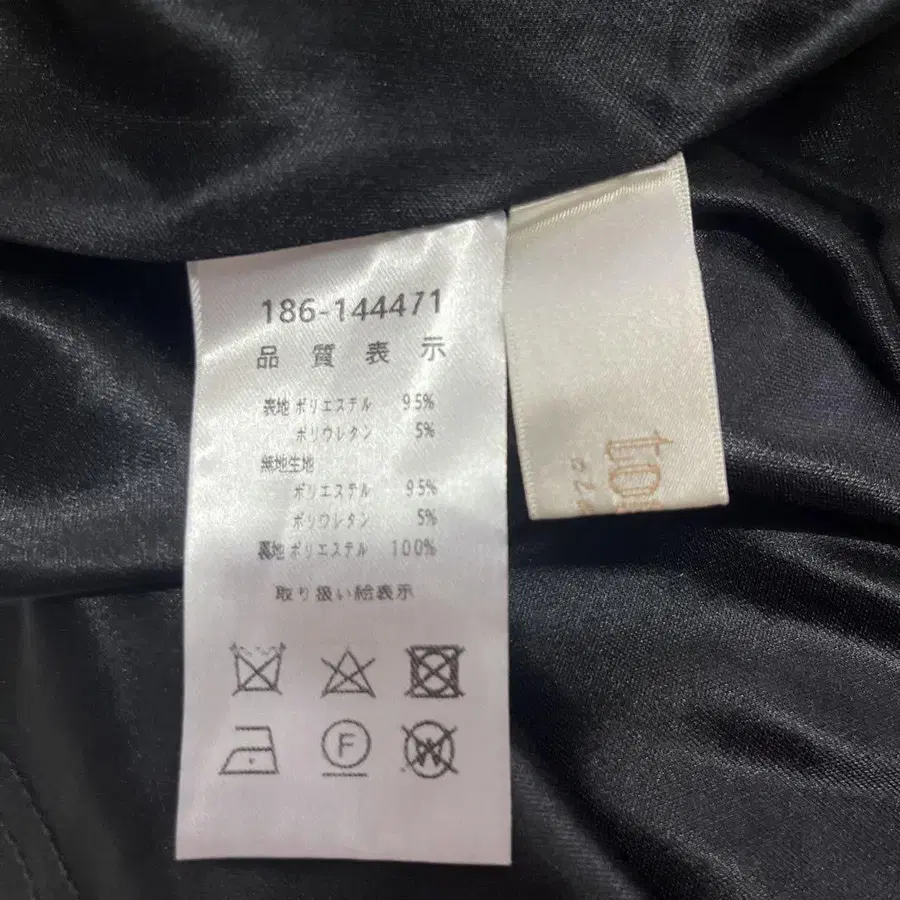 186-144471
品質表示
表地 ポリエステル 95%
ポリウレタン 5%
無地生地
ポリエステル 95%
ポリウレタン 5%
裏地 ポリエステル 100%
取り扱い絵表示
F
W